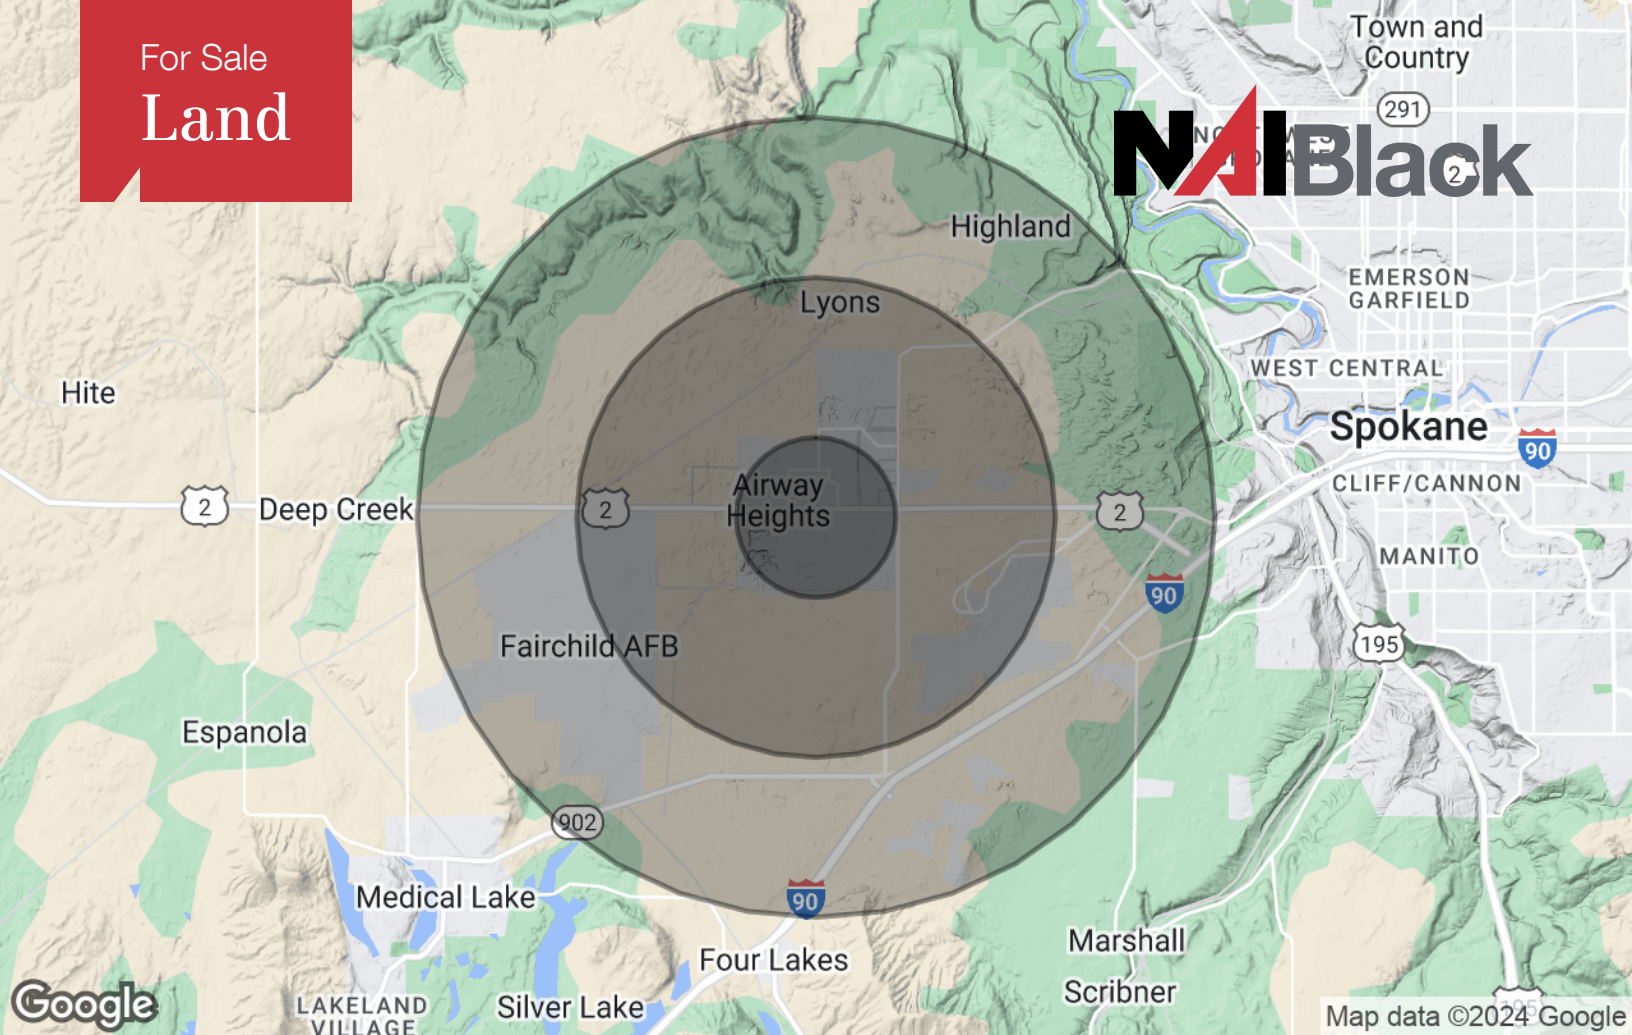 For Sale
Land
Town and
Country
291
NAIBlack
2
Highland
EMERSON
GARFIELD
Lyons
WEST CENTRAL
Hite
Spokane
90
CLIFF/CANNON
Airway
Heights
2
Deep Creek
2
2
MANITO
90
195
Fairchild AFB
Espanola
902
Medical Lake
90
Marshall
Four Lakes
Scribner
Google
LAKELAND
VILLAGE
Silver Lake
195
Map data ©2024 Google